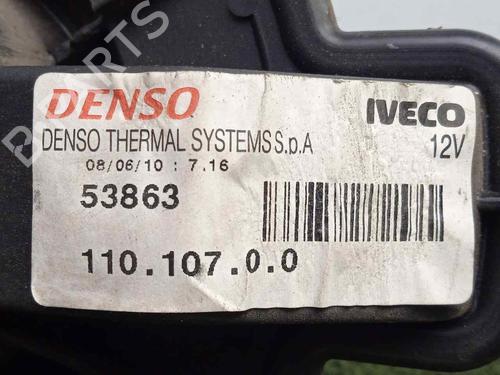 DENSO IVECO
DENSO THERMAL SYSTEMS S.p.A 12V
08/06/10 : 7.16
53863
110.107.0.0